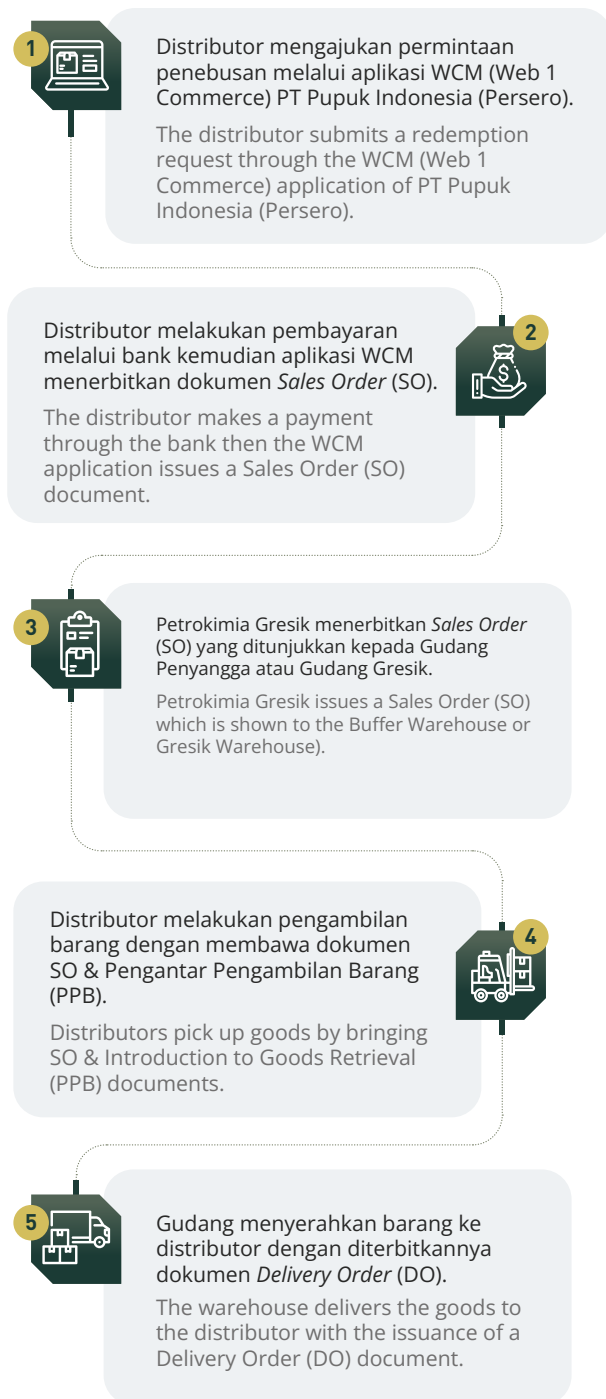 1
Distributor mengajukan permintaan
penebusan melalui aplikasi WCM (Web 1
Commerce) PT Pupuk Indonesia (Persero).
The distributor submits a redemption
request through the WCM (Web 1
Commerce) application of PT Pupuk
Indonesia (Persero).
2
Distributor melakukan pembayaran
melalui bank kemudian aplikasi WCM
menerbitkan dokumen Sales Order (SO).
The distributor makes a payment
through the bank then the WCM
application issues a Sales Order (SO)
document.
3
Petrokimia Gresik menerbitkan Sales Order
(SO) yang ditunjukkan kepada Gudang
Penyangga atau Gudang Gresik.
Petrokimia Gresik issues a Sales Order (SO)
which is shown to the Buffer Warehouse or
Gresik Warehouse).
4
Distributor melakukan pengambilan
barang dengan membawa dokumen
SO & Pengantar Pengambilan Barang
(PPB).
Distributors pick up goods by bringing
SO & Introduction to Goods Retrieval
(PPB) documents.
5
Gudang menyerahkan barang ke
distributor dengan diterbitkannya
dokumen Delivery Order (DO).
The warehouse delivers the goods to
the distributor with the issuance of a
Delivery Order (DO) document.